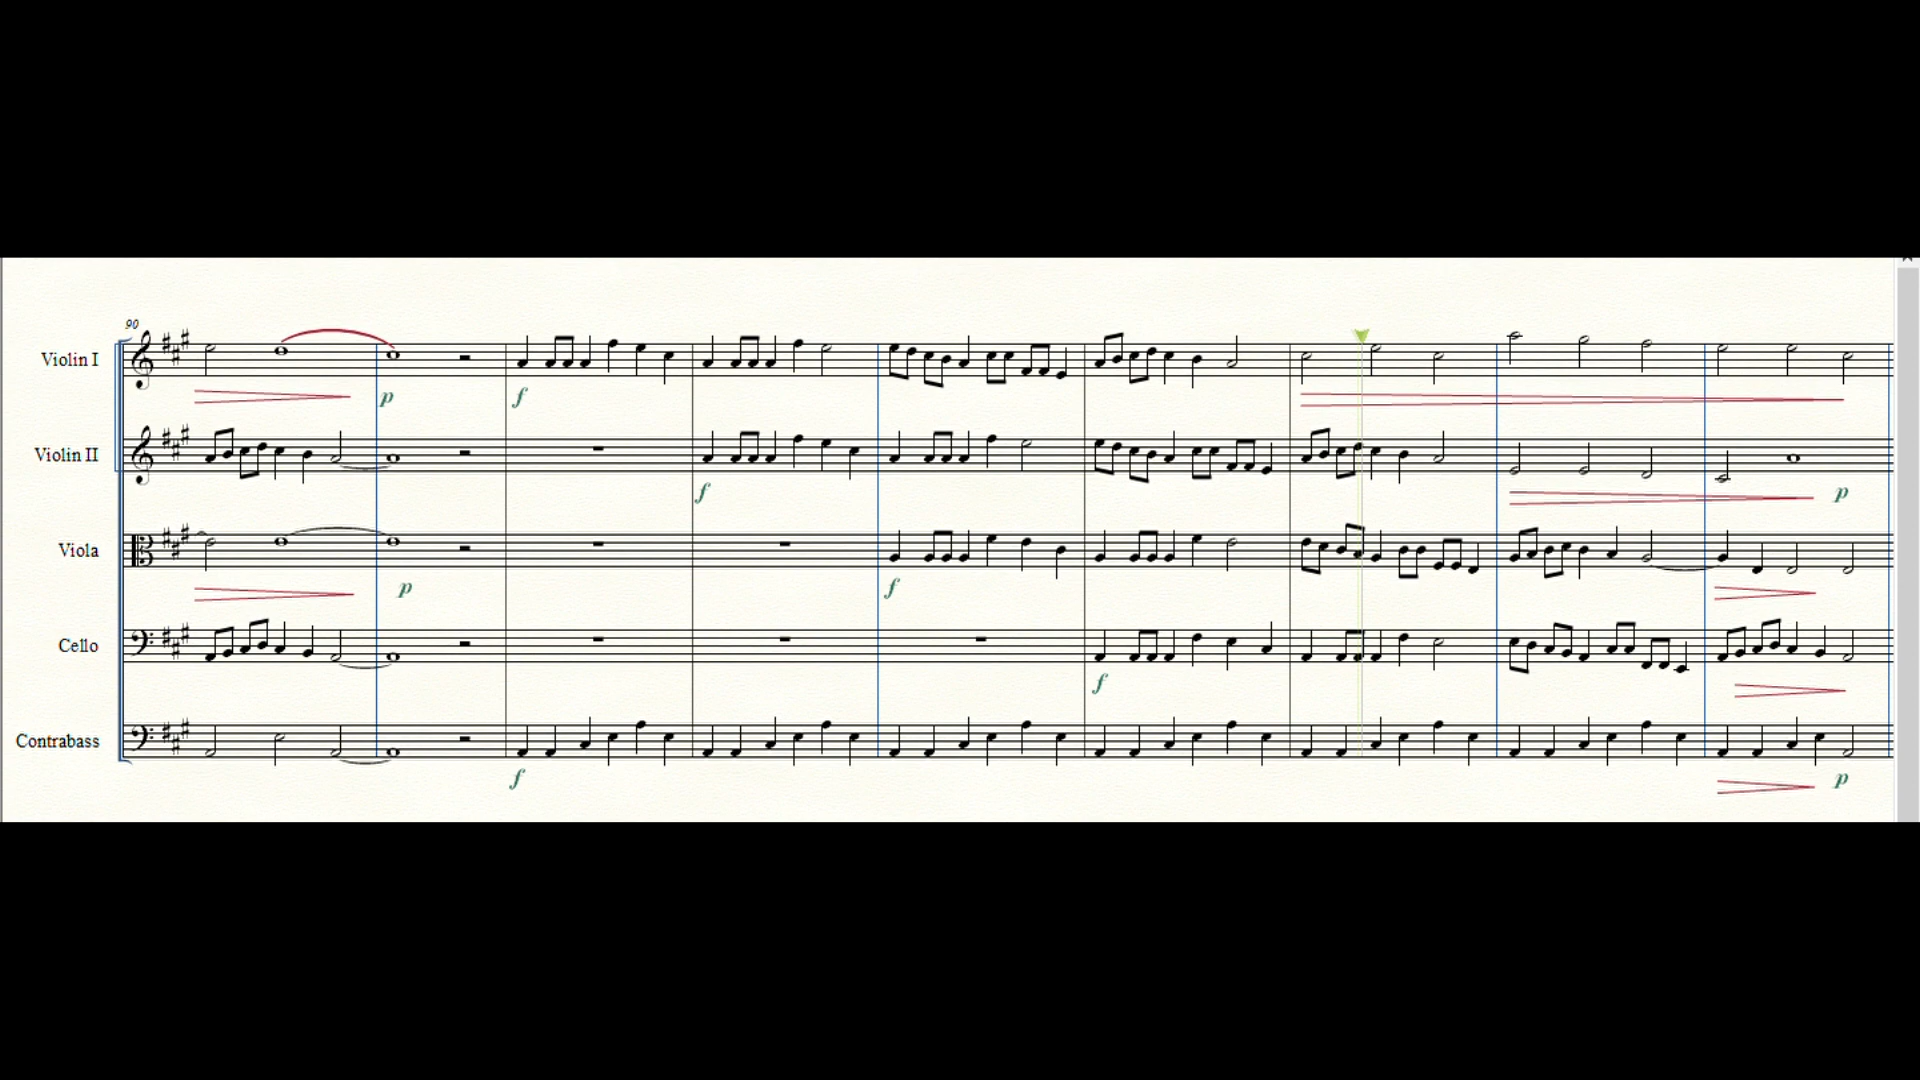 90
Violin I
p
f
Violin II
f
p
Viola
p
f
Cello
f
Contrabass
f
p